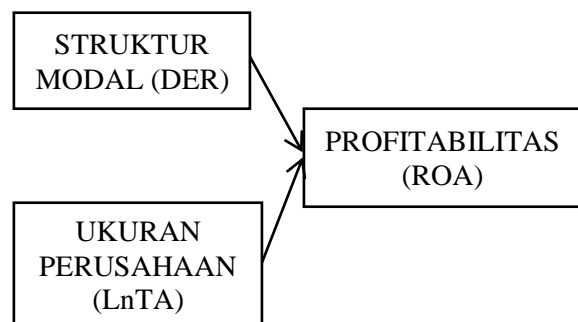 STRUKTUR
MODAL (DER)
PROFITABILITAS
(ROA)
UKURAN
PERUSAHAAN
(LnTA)